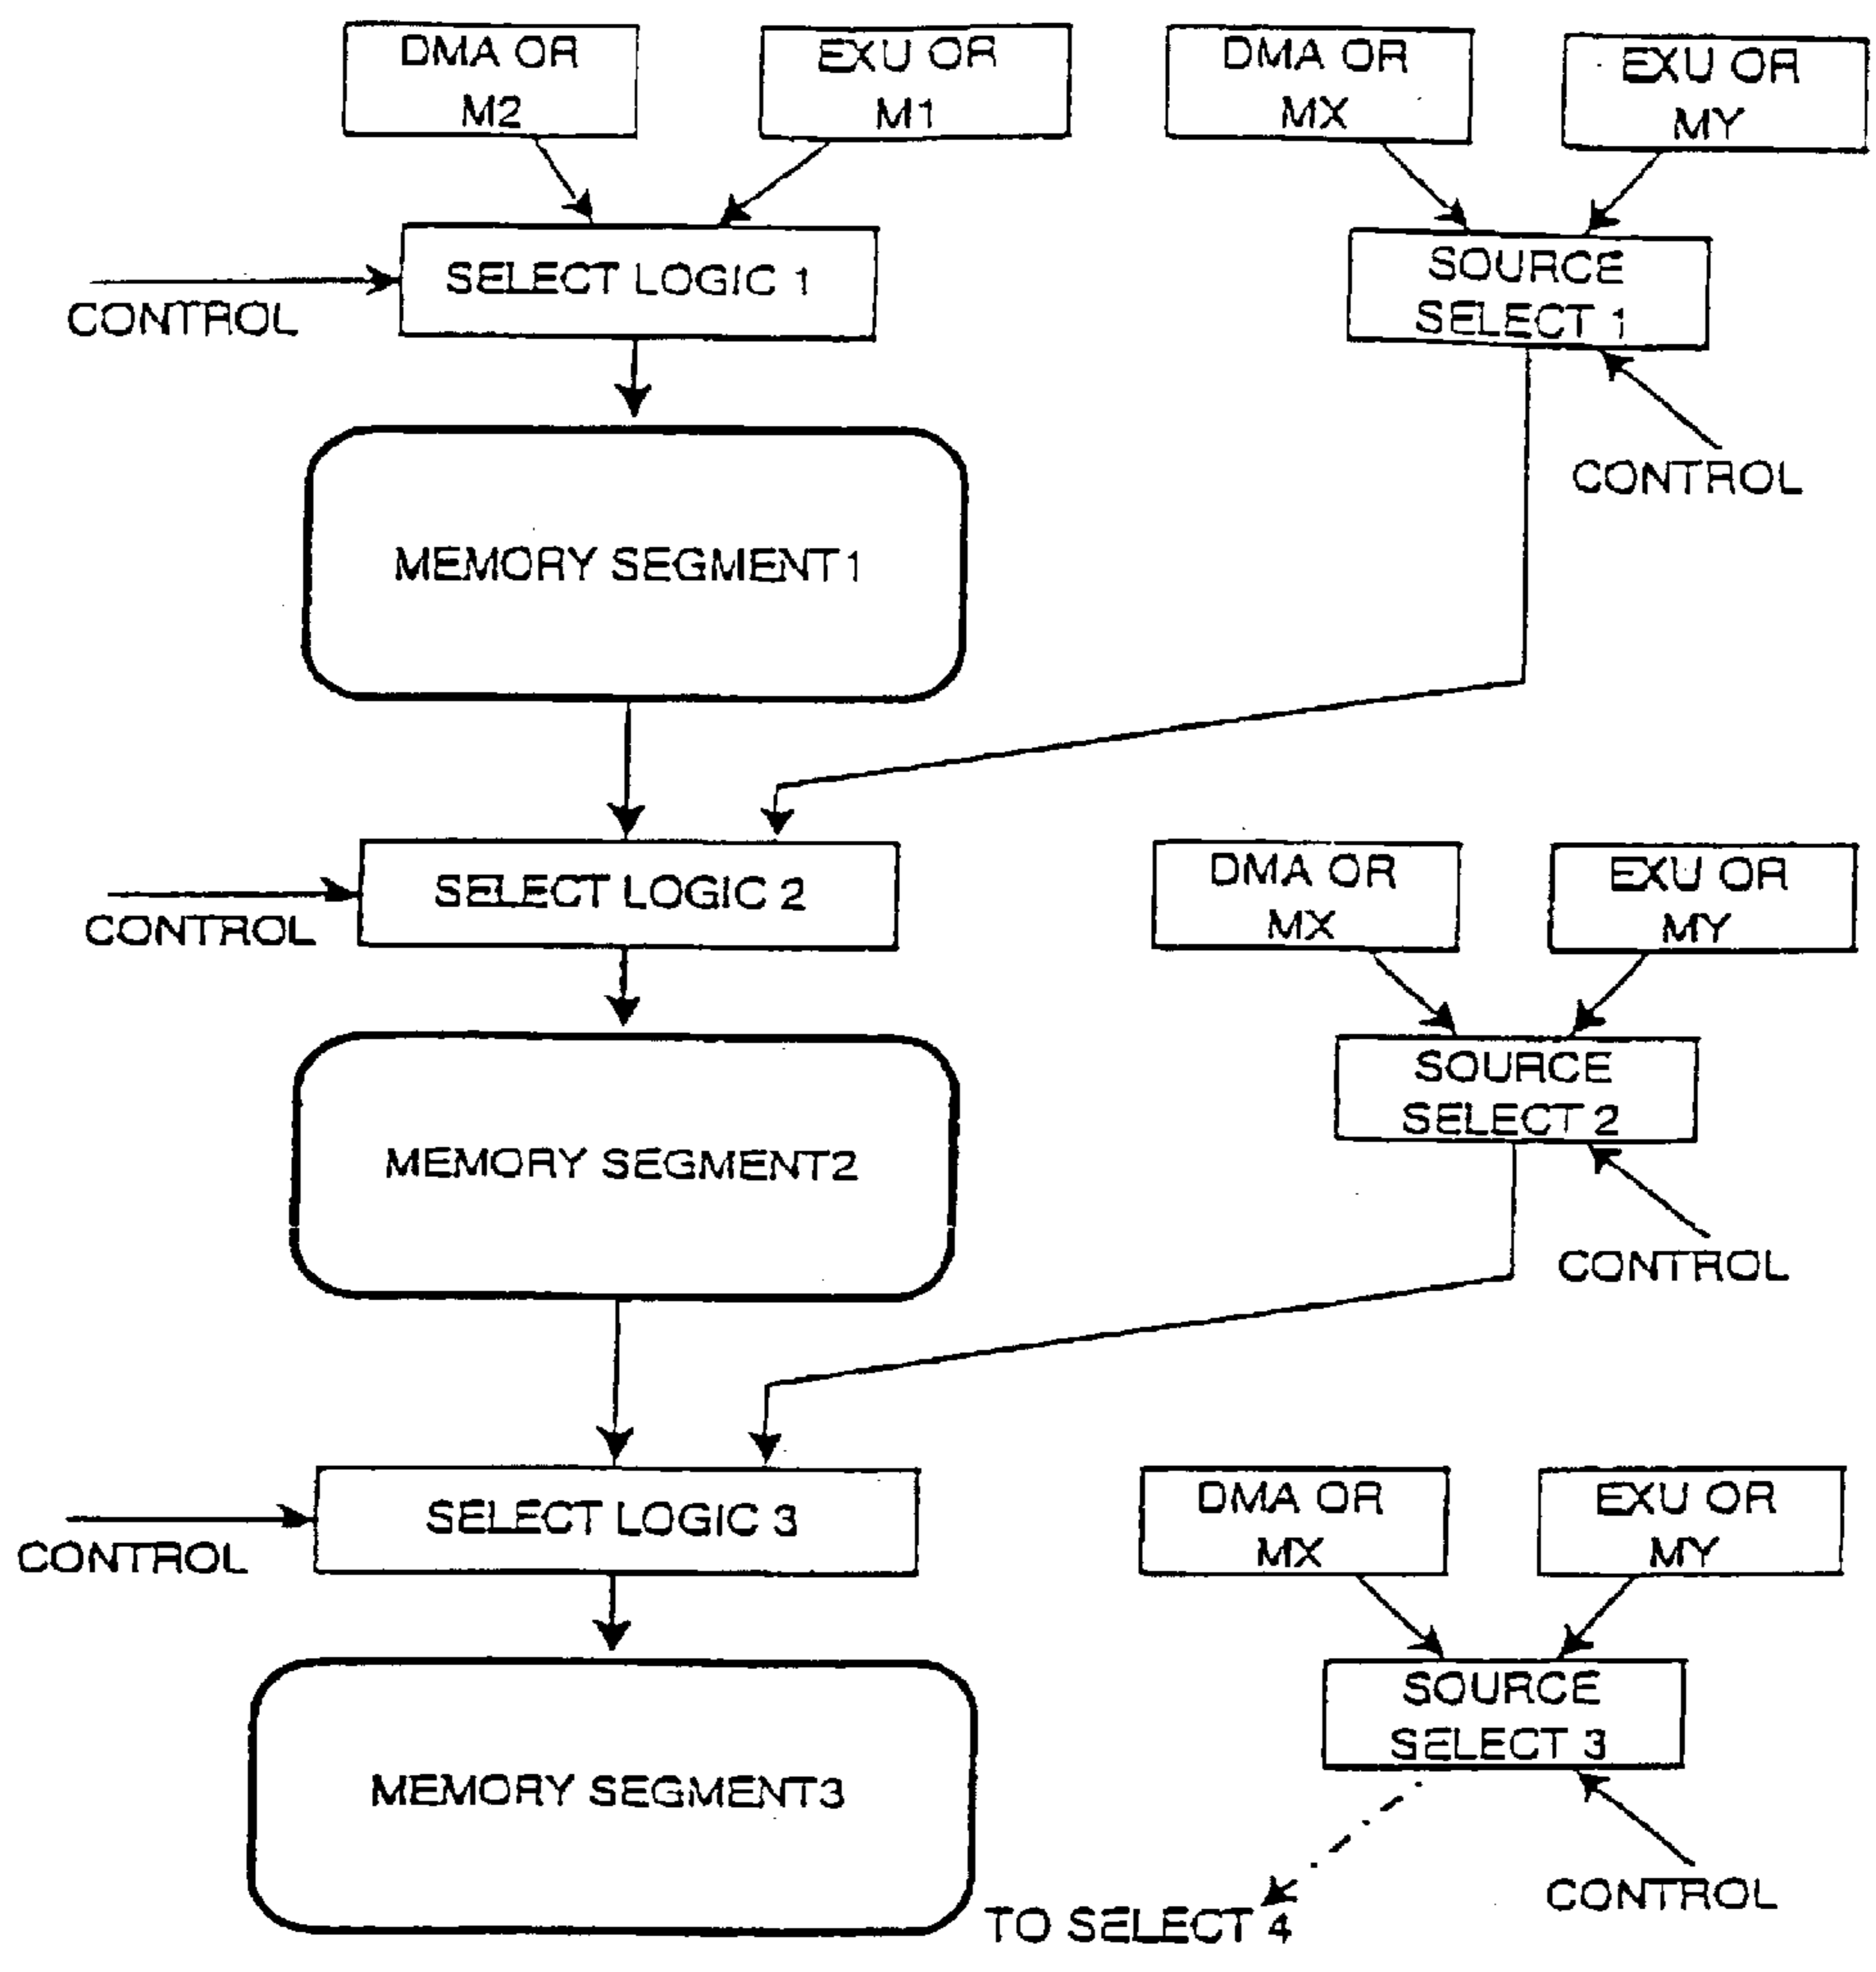 DMA OR
M2
EXU OR
M1
DMA OR
MX
EXU OR
MY
SELECT LOGIC 1
CONTROL
SOURCE
SELECT 1
CONTROL
MEMORY SEGMENT1
SELECT LOGIC 2
CONTROL
DMA OR
MX
EXU OR
MY
SOURCE
SELECT 2
CONTROL
MEMORY SEGMENT2
SELECT LOGIC 3
CONTROL
DMA OR
MX
EXU OR
MY
SOURCE
SELECT 3
CONTROL
MEMORY SEGMENT3
TO SELECT 4